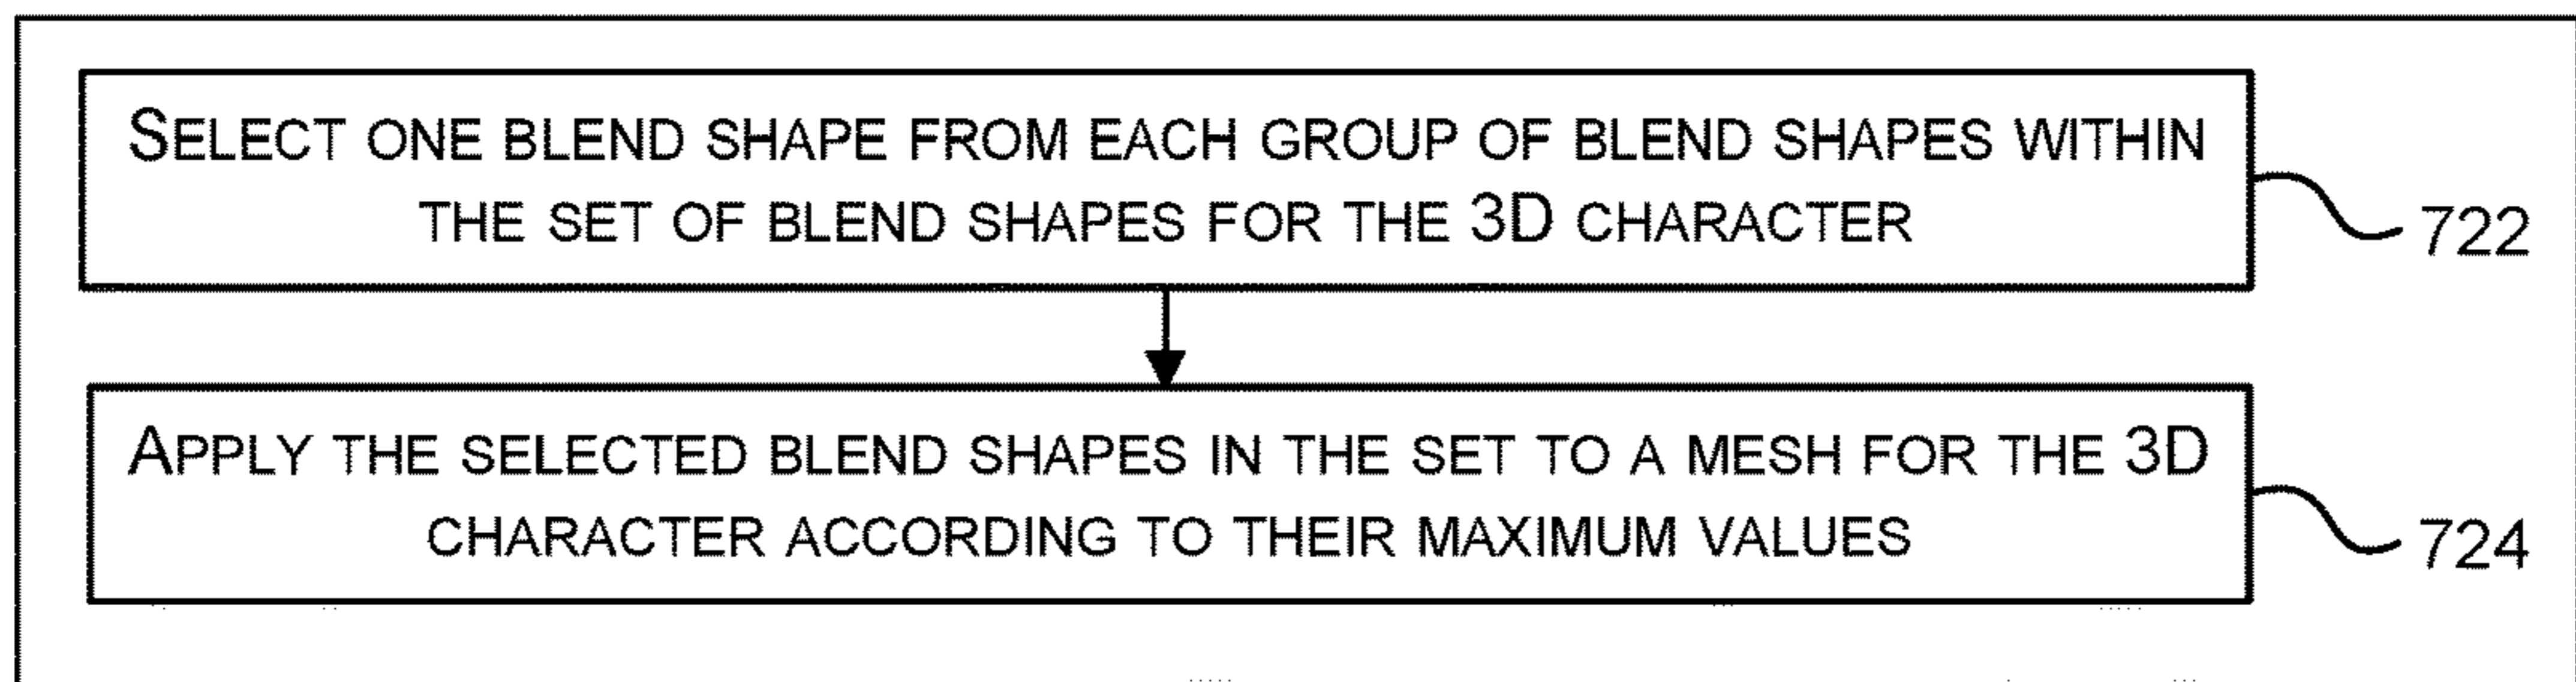 SELECT ONE BLEND SHAPE FROM EACH GROUP OF BLEND SHAPES WITHIN
THE SET OF BLEND SHAPES FOR THE 3D CHARACTER
722
APPLY THE SELECTED BLEND SHAPES IN THE SET TO A MESH FOR THE 3D
CHARACTER ACCORDING TO THEIR MAXIMUM VALUES
724